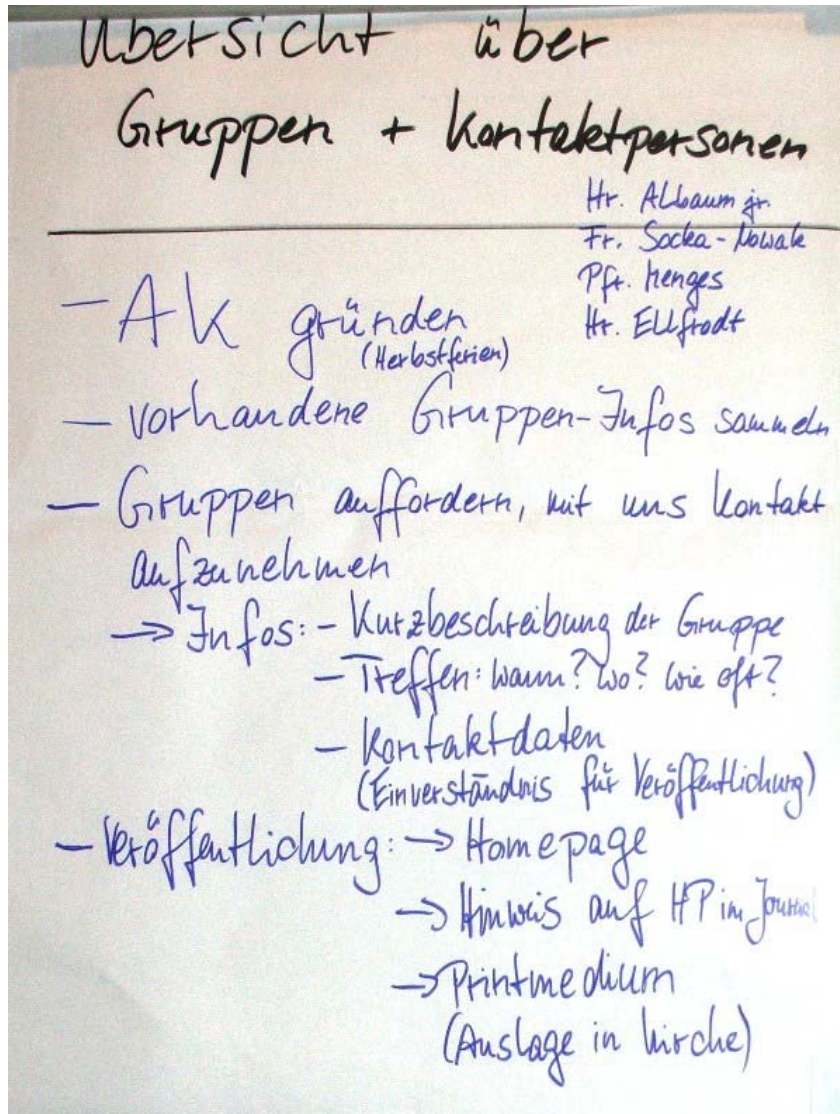 Übersicht über
Gruppen + Kontaktpersonen
Hr. Albaum jr.
Fr. Socka-Nowak
Pfr. Menges
Hr. Ellfrodt
- AK gründen
(Herbstferien)
- vorhandene Gruppen-Infos sammeln
- Gruppen auffordern, mit uns Kontakt
aufzunehmen
→ Infos: - Kurzbeschreibung der Gruppe
- Treffen: wann? wo? wie oft?
- Kontaktdaten
(Einverständnis für Veröffentlichung)
- Veröffentlichung: → Homepage
→ Hinweis auf HP im Journal
→ Printmedium
(Auslage in Kirche)